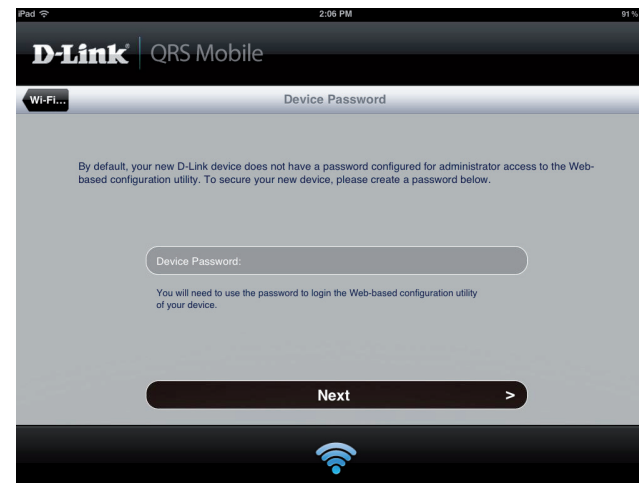 iPad 2:06 PM 91 %
D-Link QRS Mobile
Wi-Fi... Device Password
By default, your new D-Link device does not have a password configured for administrator access to the Web-
based configuration utility. To secure your new device, please create a password below.
Device Password:
You will need to use the password to login the Web-based configuration utility
of your device.
Next >